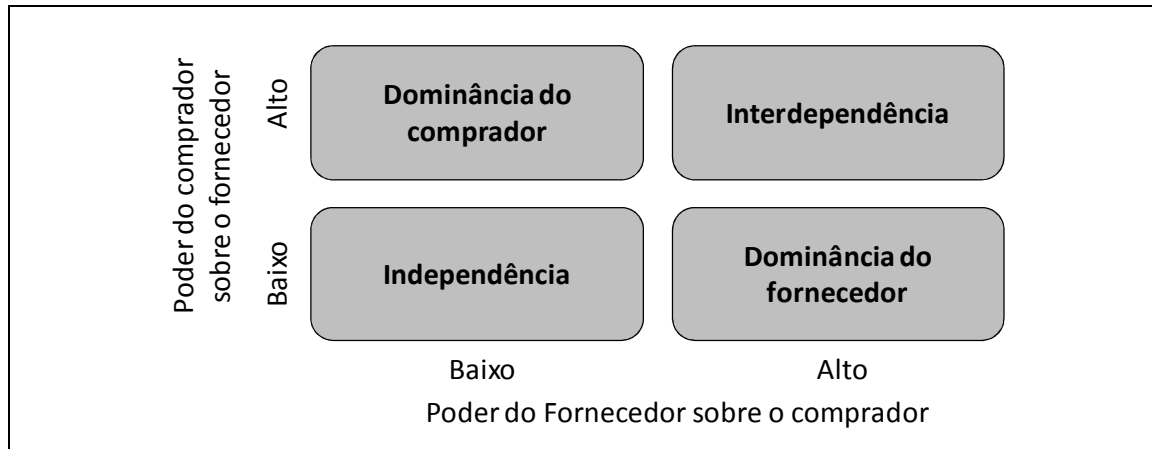 Poder do comprador
sobre o fornecedor
Alto
Baixo
Dominância do
comprador
Interdependência
Independência
Dominância do
fornecedor
Baixo
Alto
Poder do Fornecedor sobre o comprador